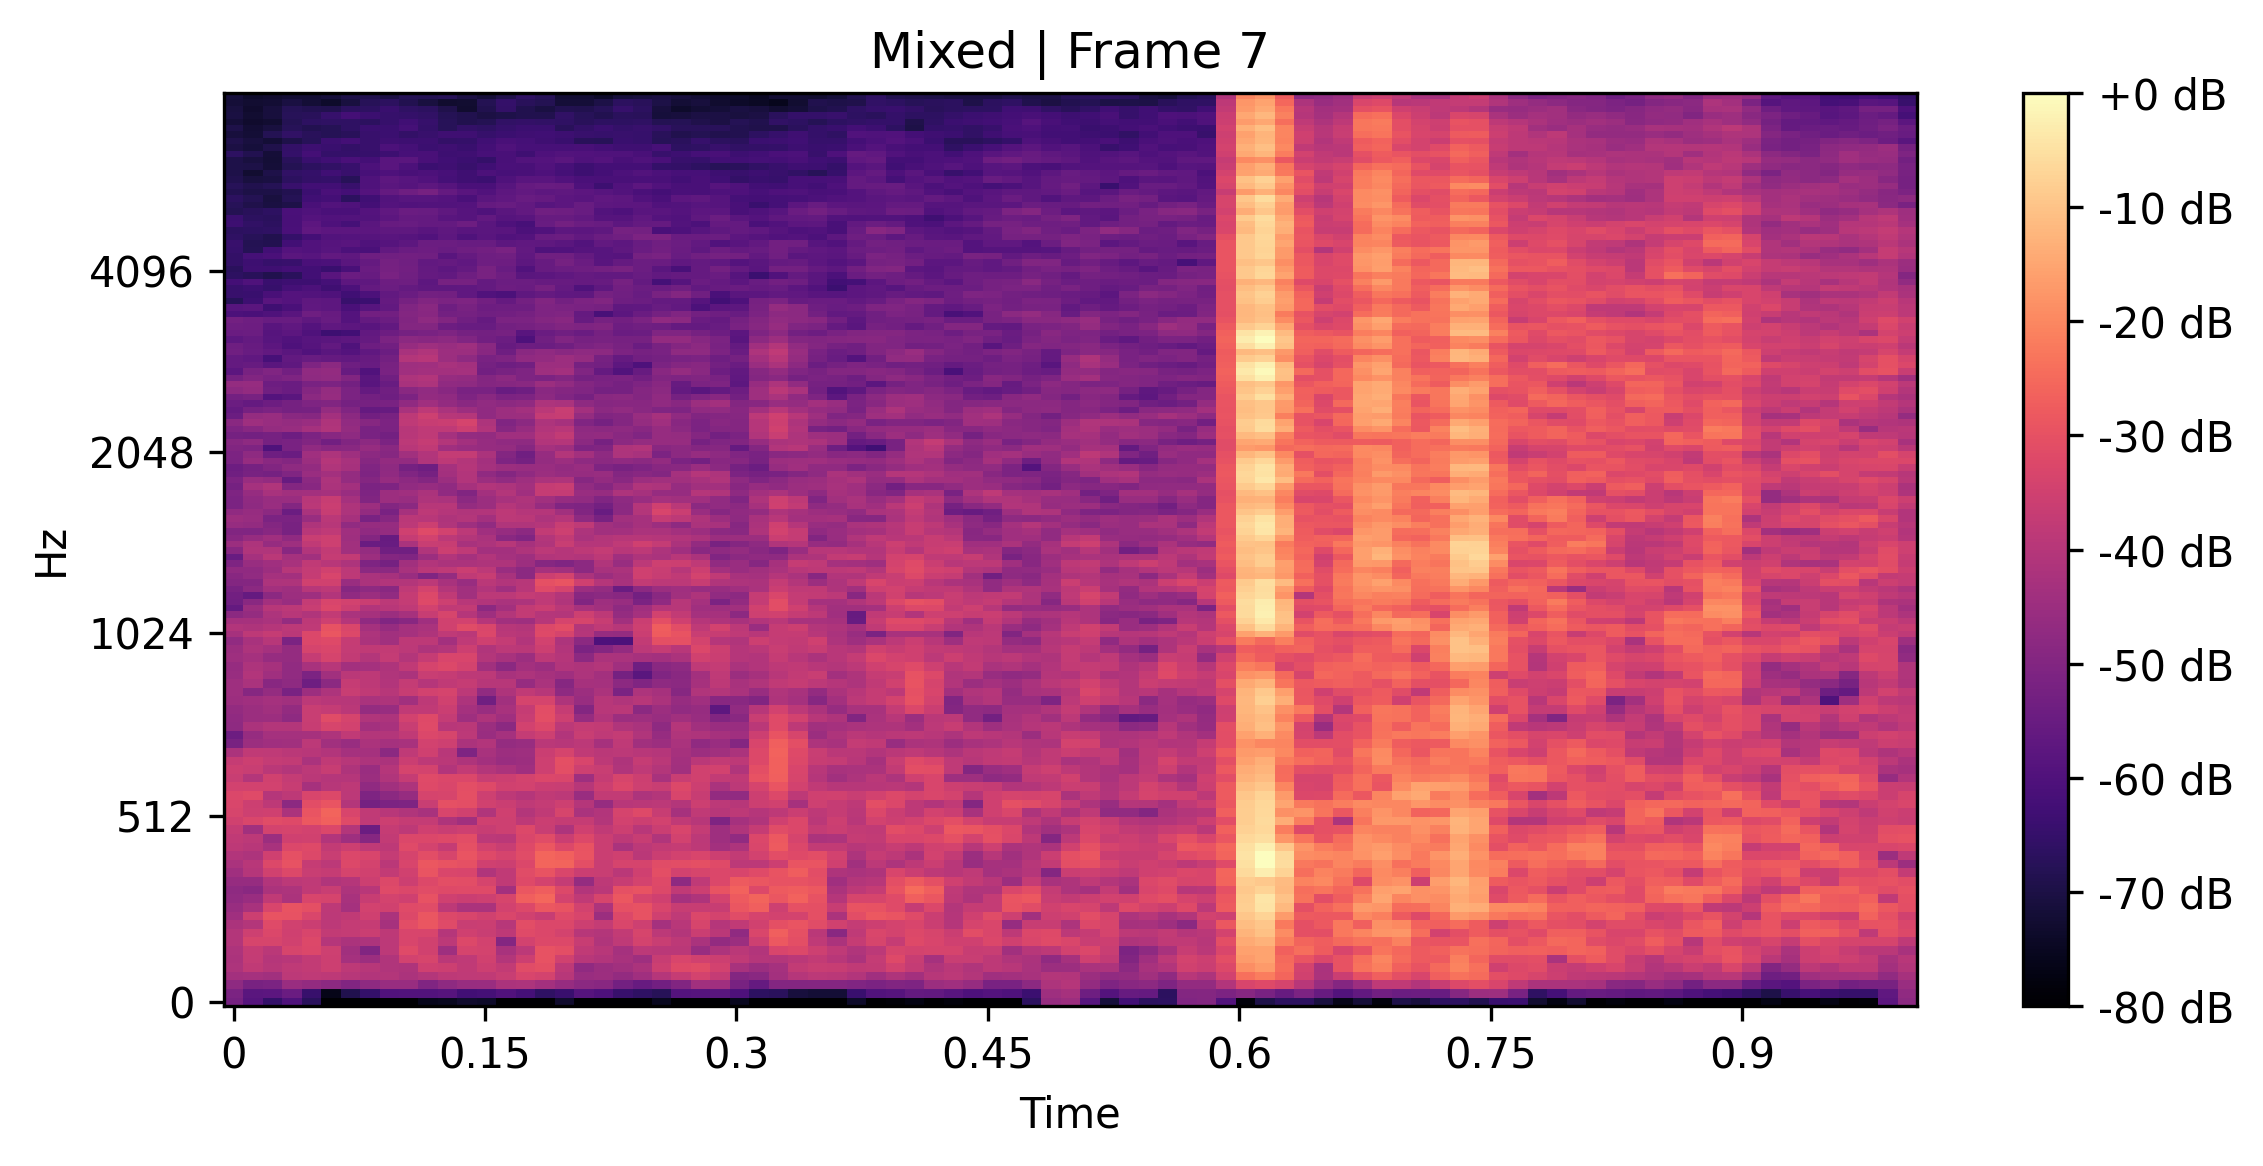 Mixed | Frame 7
+0 dB
-10 dB
-20 dB
-30 dB
-40 dB
-50 dB
-60 dB
-70 dB
-80 dB
Hz
4096
2048
1024
512
0
0 0.15 0.3 0.45 0.6 0.75 0.9
Time